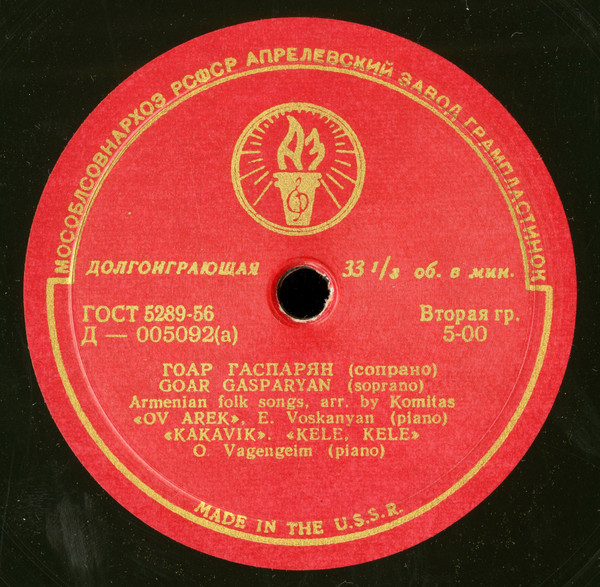 МОСОБЛСОВНАРХОЗ РСФСР АПРЕЛЕВСКИЙ ЗАВОД ГРАМПЛАСТИНОК
АЗ
ДОЛГОИГРАЮЩАЯ 33 1/3 об. в мин.
ГОСТ 5289-56 Вторая гр.
Д — 005092(а) 5-00
ГОАР ГАСПАРЯН (сопрано)
GOAR GASPARYAN (soprano)
Armenian folk songs, arr. by Komitas
«OV AREK», E. Voskanyan (piano)
«KAKAVIK». «KELE, KELE»
O. Vagengeim (piano)
MADE IN THE U.S.S.R.